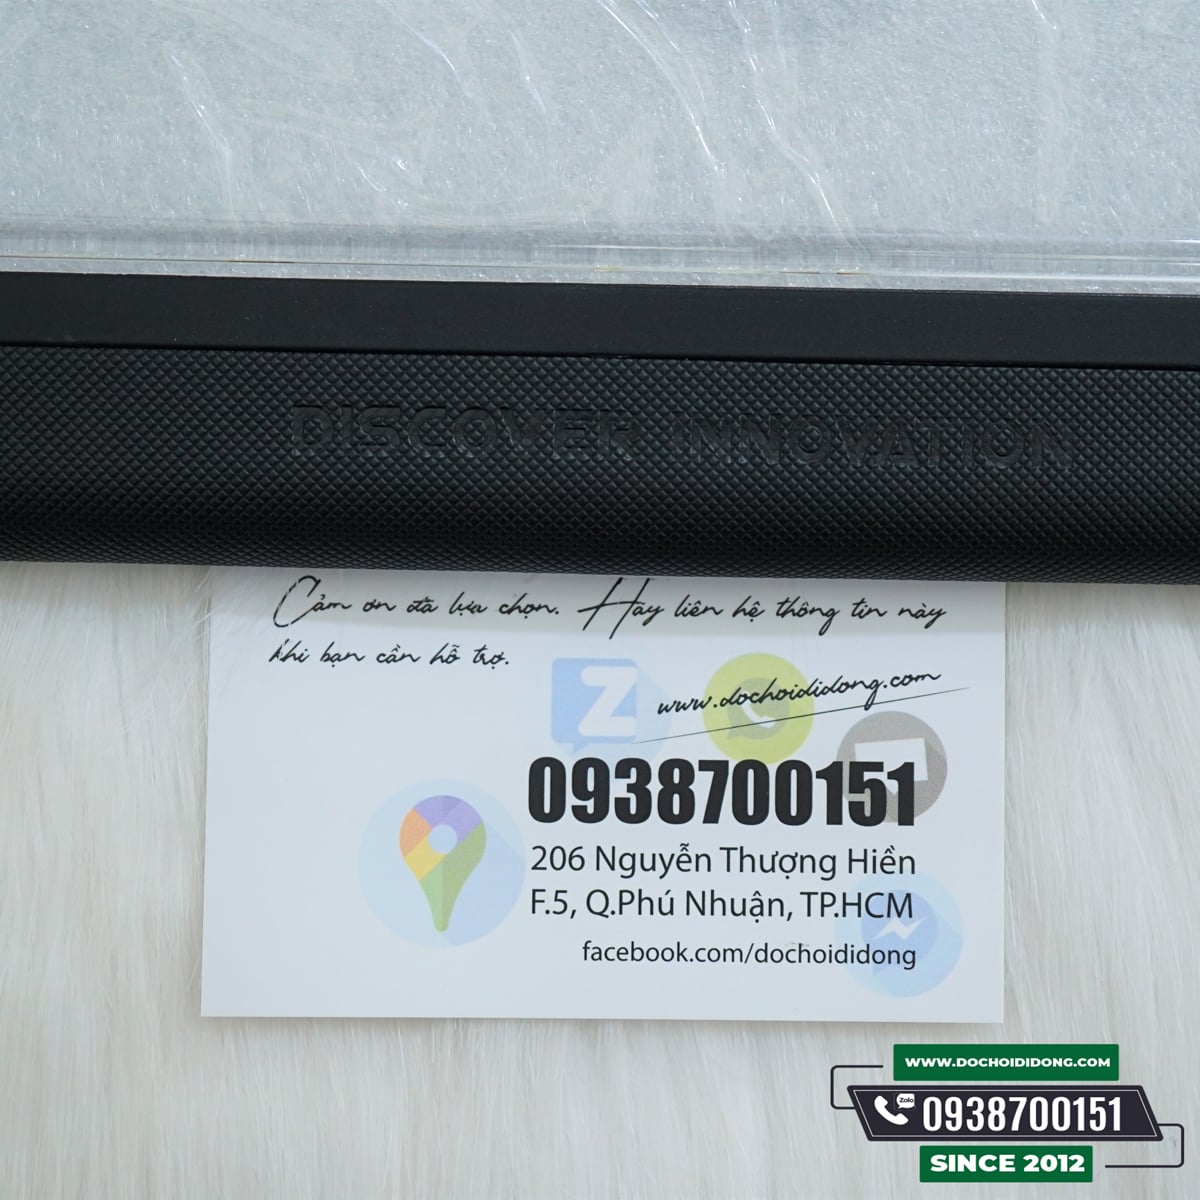 DISCOVER INNOVATION
Cảm ơn đã lựa chọn. Hãy liên hệ thông tin này
khi bạn cần hỗ trợ.
Z
www.dochoididong.com
0938700151
206 Nguyễn Thượng Hiền
F.5, Q.Phú Nhuận, TP.HCM
facebook.com/dochoididong
WWW.DOCHOIDIDONG.COM
Zalo
0938700151
SINCE 2012